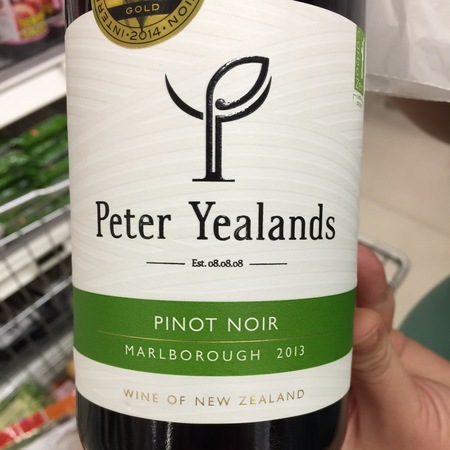 GOLD
·2014·
Peter Yealands
Est. 08.08.08
PINOT NOIR
MARLBOROUGH 2013
WINE OF NEW ZEALAND